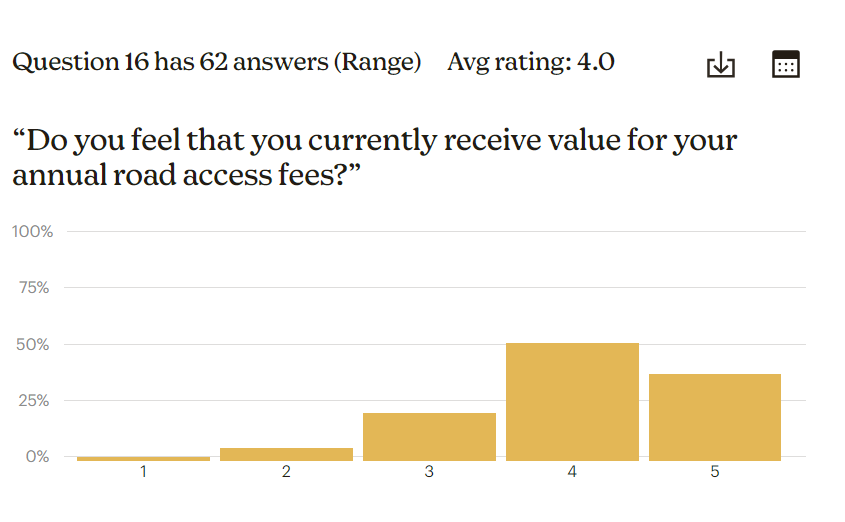 Question 16 has 62 answers (Range) Avg rating: 4.0
“Do you feel that you currently receive value for your
annual road access fees?”
100%
75%
50%
25%
0%
1 2 3 4 5